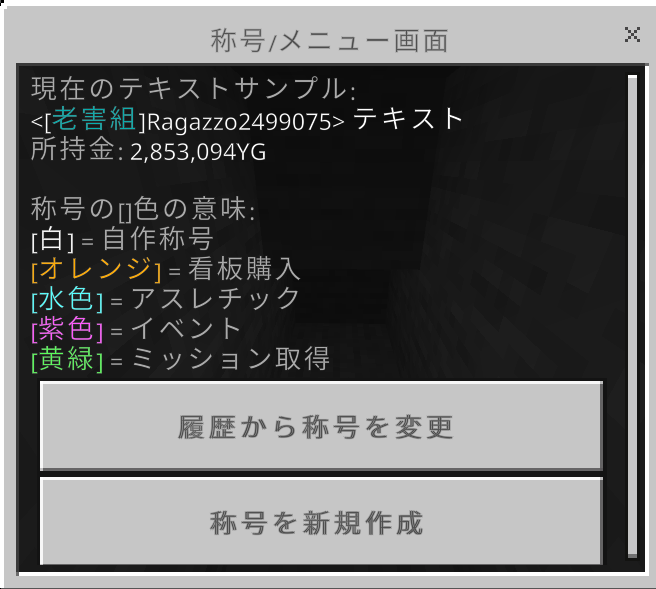 称号/メニュー画面
現在のテキストサンプル:
<[老害組]Ragazzo2499075> テキスト
所持金: 2,853,094YG
称号の[]色の意味:
[白] = 自作称号
[オレンジ] = 看板購入
[水色] = アスレチック
[紫色] = イベント
[黄緑] = ミッション取得
履歴から称号を変更
称号を新規作成